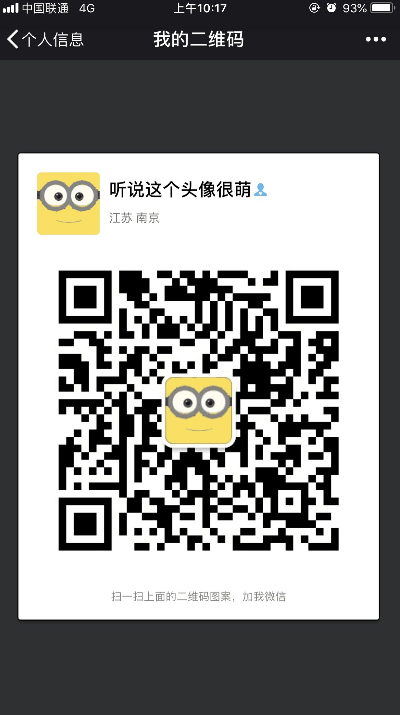 中国联通 4G 上午10:17 93%
个人信息 我的二维码
听说这个头像很萌
江苏 南京
扫一扫上面的二维码图案，加我微信